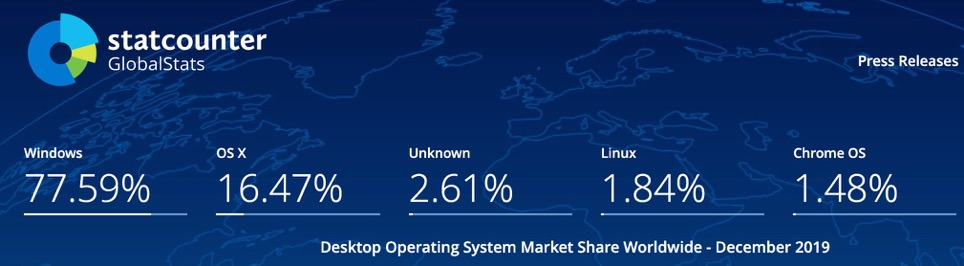 statcounter
GlobalStats
Press Releases
Windows
77.59%
OS X
16.47%
Unknown
2.61%
Linux
1.84%
Chrome OS
1.48%
Desktop Operating System Market Share Worldwide - December 2019